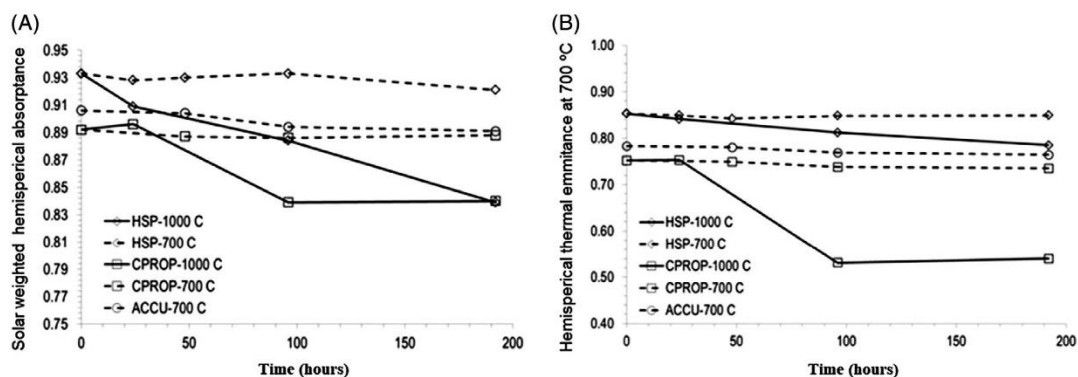 (A)
Solar weighted hemisperical absorptance
0.95
0.93
0.91
0.89
0.87
0.85
0.83
0.81
0.79
0.77
0.75
HSP-1000 C
HSP-700 C
CPROP-1000 C
CPROP-700 C
ACCU-700 C
0 50 100 150 200
Time (hours)
(B)
Hemisperical thermal emmitance at 700 °C
1.00
0.90
0.80
0.70
0.60
0.50
0.40
HSP-1000 C
HSP-700 C
CPROP-1000 C
CPROP-700 C
ACCU-700 C
0 50 100 150 200
Time (hours)